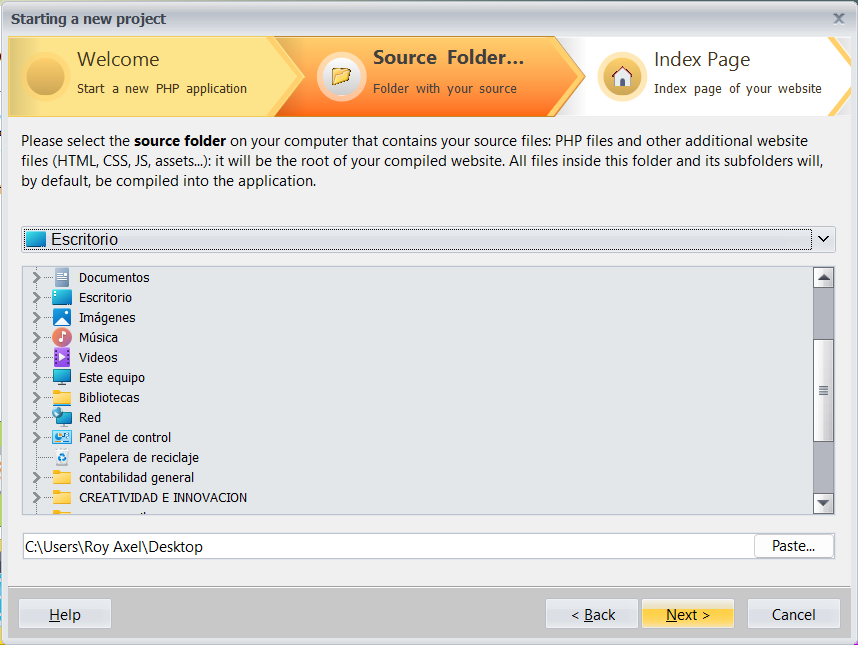 Starting a new project
Welcome
Start a new PHP application
Source Folder...
Folder with your source
Index Page
Index page of your website
Please select the source folder on your computer that contains your source files: PHP files and other additional website
files (HTML, CSS, JS, assets...): it will be the root of your compiled website. All files inside this folder and its subfolders will,
by default, be compiled into the application.
Escritorio
Documentos
Escritorio
Imágenes
Música
Videos
Este equipo
Bibliotecas
Red
Panel de control
Papelera de reciclaje
contabilidad general
CREATIVIDAD E INNOVACION
C:\Users\Roy Axel\Desktop
Paste...
Help
< Back
Next >
Cancel